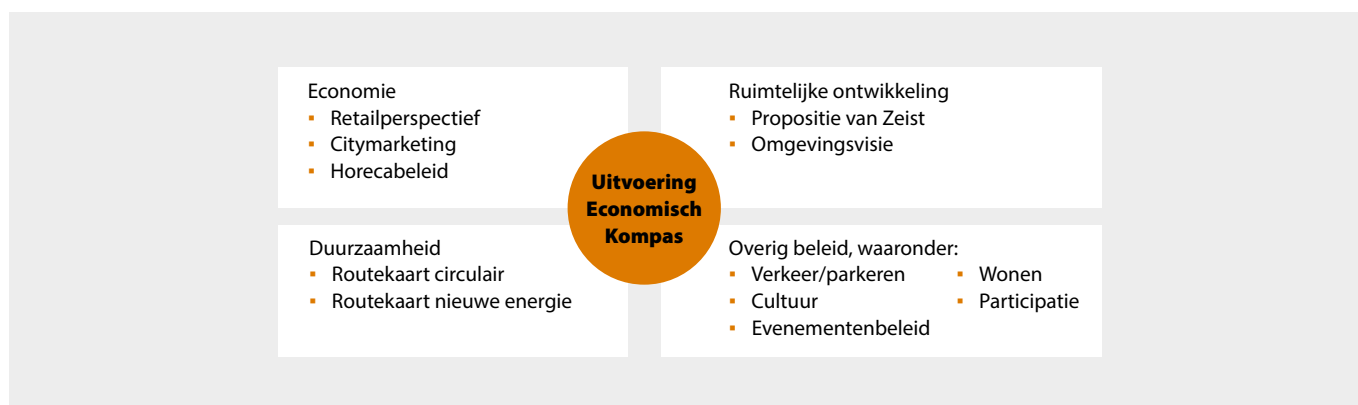 Economie
▪ Retailperspectief
▪ Citymarketing
▪ Horecabeleid
Ruimtelijke ontwikkeling
▪ Propositie van Zeist
▪ Omgevingsvisie
Uitvoering
Economisch
Kompas
Duurzaamheid
▪ Routekaart circulair
▪ Routekaart nieuwe energie
Overig beleid, waaronder:
▪ Verkeer/parkeren
▪ Cultuur
▪ Evenementenbeleid
▪ Wonen
▪ Participatie